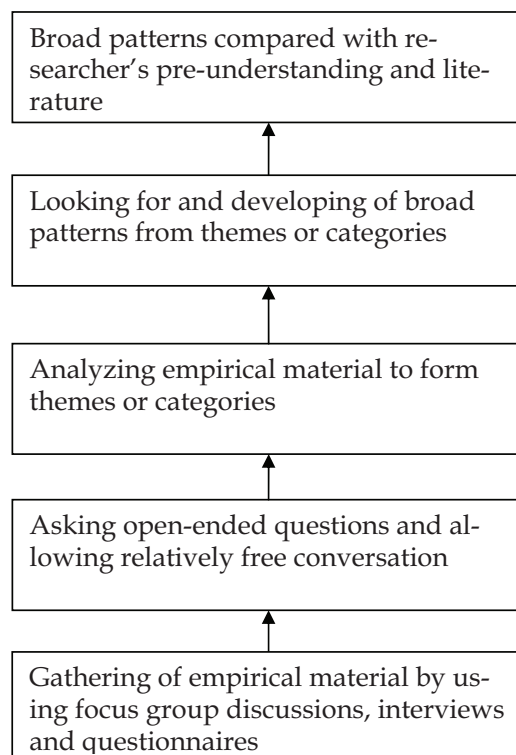 Broad patterns compared with re-
searcher's pre-understanding and lite-
rature
Looking for and developing of broad
patterns from themes or categories
Analyzing empirical material to form
themes or categories
Asking open-ended questions and al-
lowing relatively free conversation
Gathering of empirical material by us-
ing focus group discussions, interviews
and questionnaires